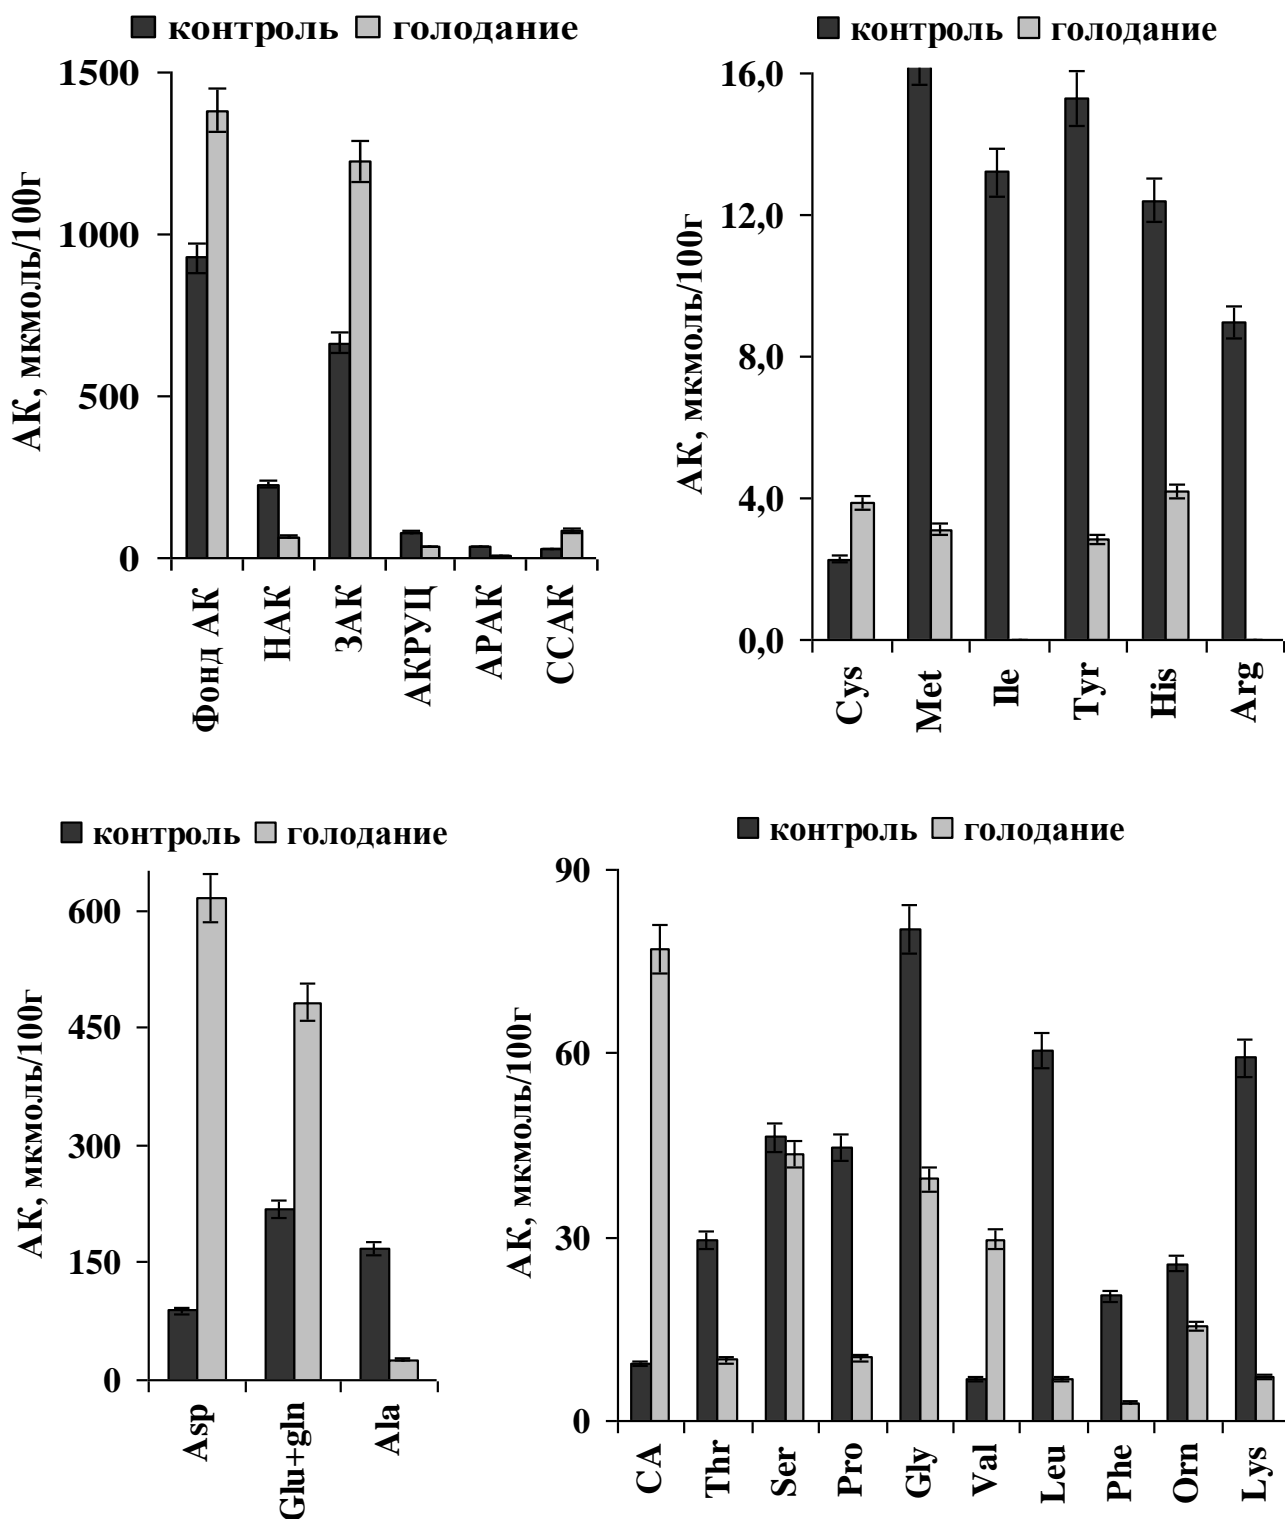 контроль голодание
1500
1000
500
0
АК, мкмоль/100г
Фонд АК
НАК
ЗАК
АКРУЦ
АРАК
ССАК
контроль голодание
16,0
12,0
8,0
4,0
0,0
АК, мкмоль/100г
Cys
Met
Ile
Tyr
His
Arg
контроль голодание
600
450
300
150
0
АК, мкмоль/100г
Asp
Glu+gln
Ala
контроль голодание
90
60
30
0
АК, мкмоль/100г
CA
Thr
Ser
Pro
Gly
Val
Leu
Phe
Orn
Lys